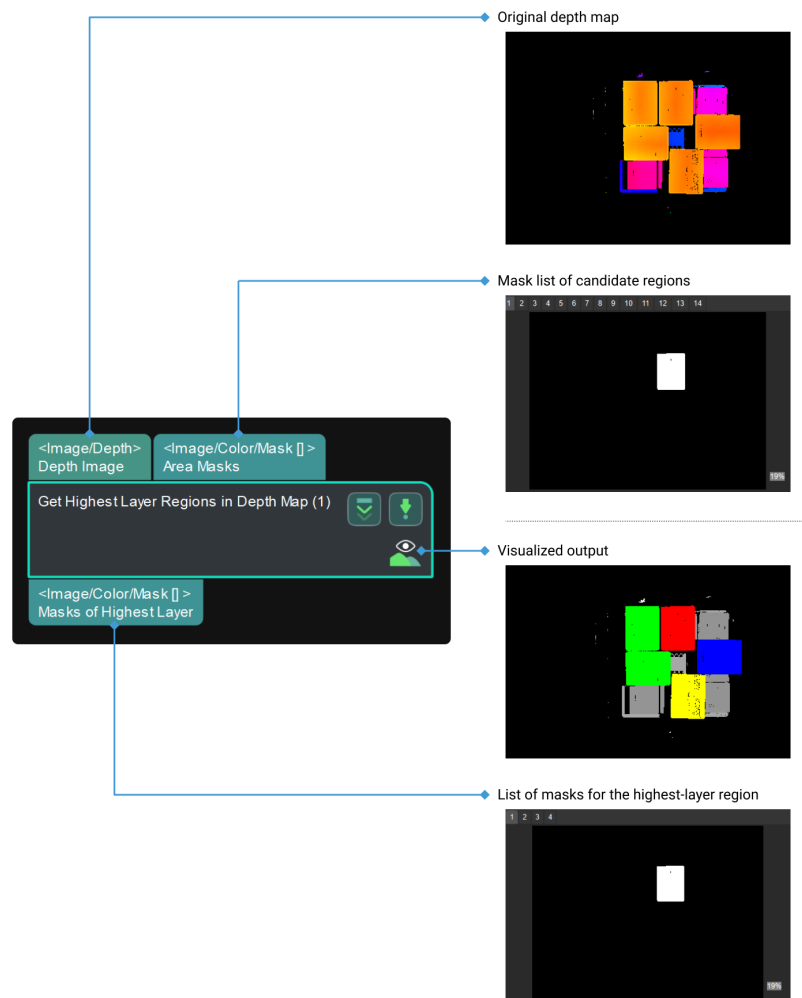 Original depth map
Mask list of candidate regions
1 2 3 4 5 6 7 8 9 10 11 12 13 14
19%
<Image/Depth>
Depth Image
<Image/Color/Mask [] >
Area Masks
Get Highest Layer Regions in Depth Map (1)
Visualized output
<Image/Color/Mask [] >
Masks of Highest Layer
List of masks for the highest-layer region
1 2 3 4
19%